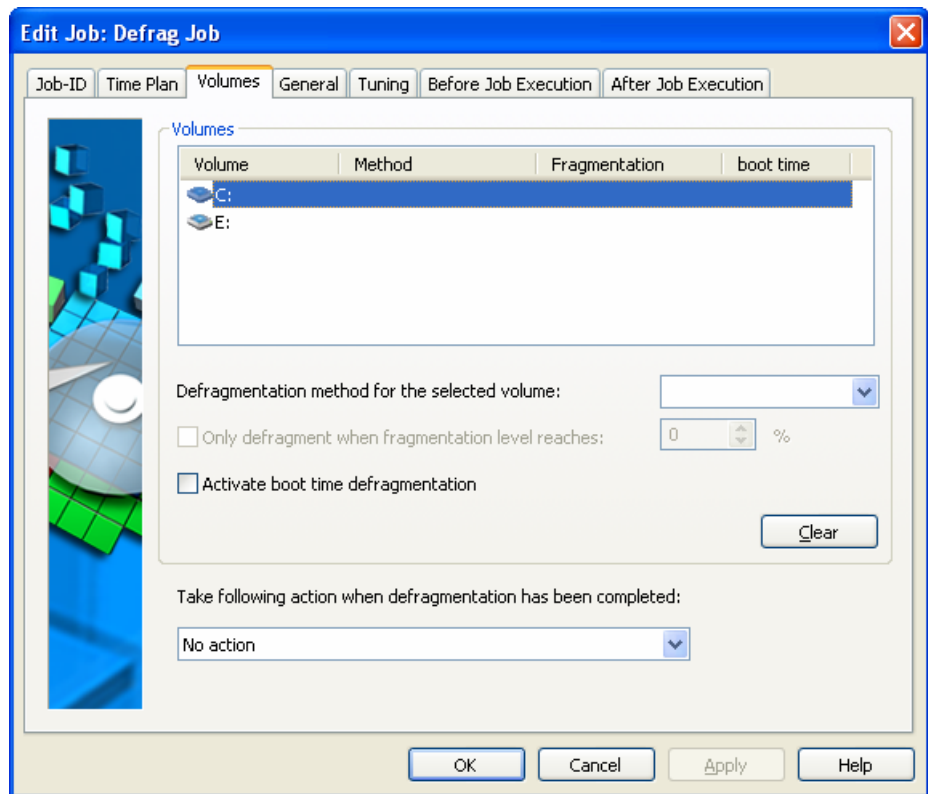 Edit Job: Defrag Job
Job-ID Time Plan Volumes General Tuning Before Job Execution After Job Execution
Volumes
Volume Method Fragmentation boot time
C:
E:
Defragmentation method for the selected volume:
Only defragment when fragmentation level reaches: 0 %
Activate boot time defragmentation
Clear
Take following action when defragmentation has been completed:
No action
OK Cancel Apply Help